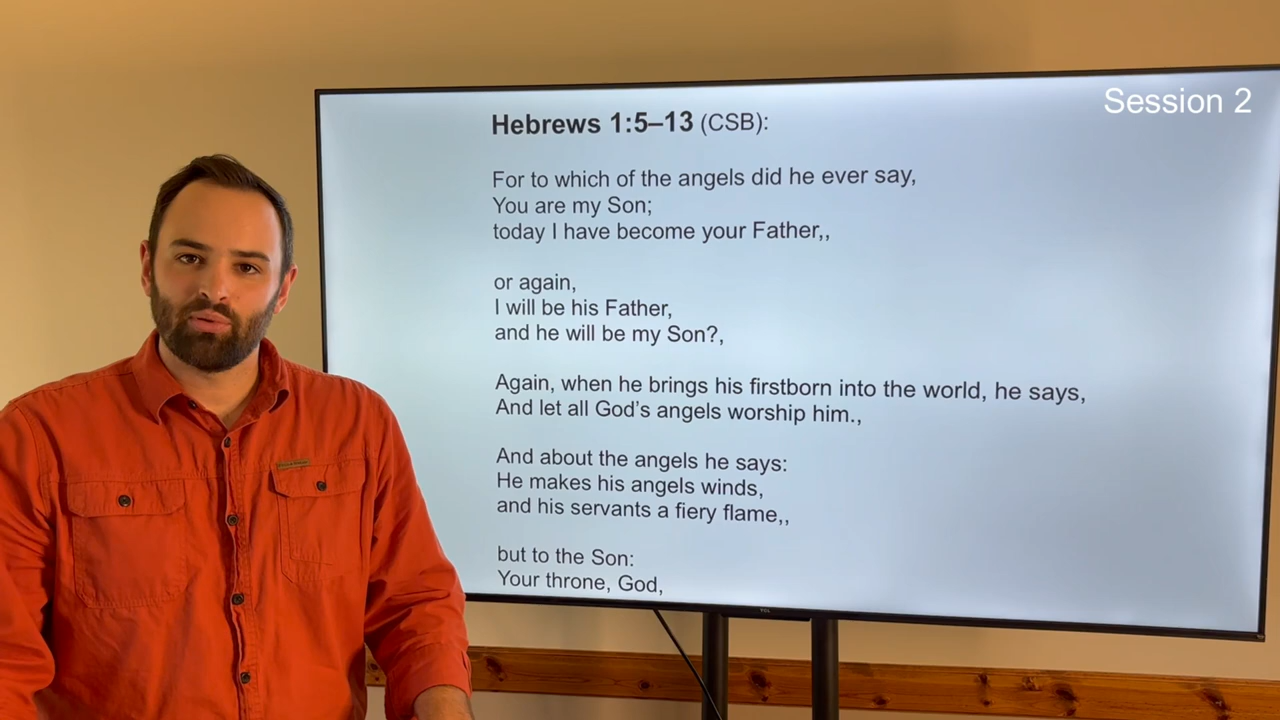 Session 2
Hebrews 1:5–13 (CSB):
For to which of the angels did he ever say,
You are my Son;
today I have become your Father,,
or again,
I will be his Father,
and he will be my Son?,
Again, when he brings his firstborn into the world, he says,
And let all God's angels worship him.,
And about the angels he says:
He makes his angels winds,
and his servants a fiery flame,,
but to the Son:
Your throne, God,
TCL